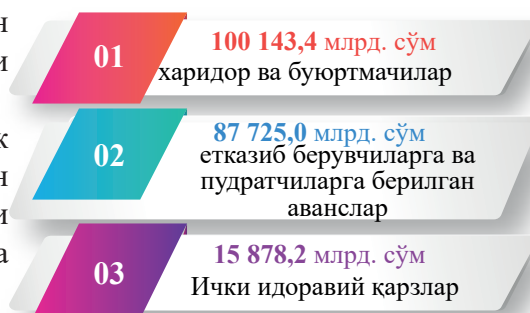 н
и
к
н
и
а
01
100 143,4 млрд. сўм
харидор ва буюртмачилар
02
87 725,0 млрд. сўм
етказиб берувчиларга ва
пудратчиларга берилган
аванслар
03
15 878,2 млрд. сўм
Ички идоравий қарзлар